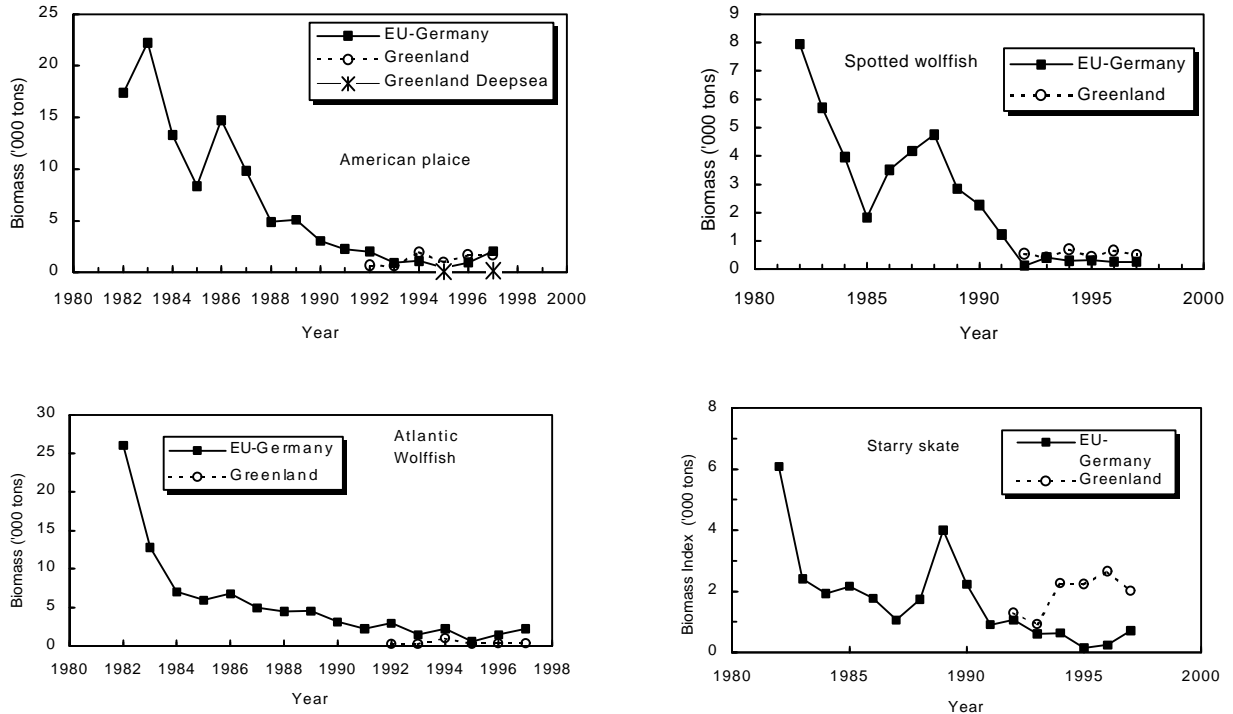 25
20
15
10
5
0
Biomass ('000 tons)
EU-Germany
Greenland
Greenland Deepsea
American plaice
1980 1982 1984 1986 1988 1990 1992 1994 1996 1998 2000
Year
9
8
7
6
5
4
3
2
1
0
Biomass ('000 tons)
Spotted wolffish
EU-Germany
Greenland
1980 1985 1990 1995 2000
Year
30
25
20
15
10
5
0
Biomass ('000 tons)
EU-Germany
Greenland
Atlantic
Wolffish
1980 1982 1984 1986 1988 1990 1992 1994 1996 1998
Year
8
6
4
2
0
Biomass Index ('000 tons)
Starry skate
EU-
Germany
Greenland
1980 1985 1990 1995 2000
Year